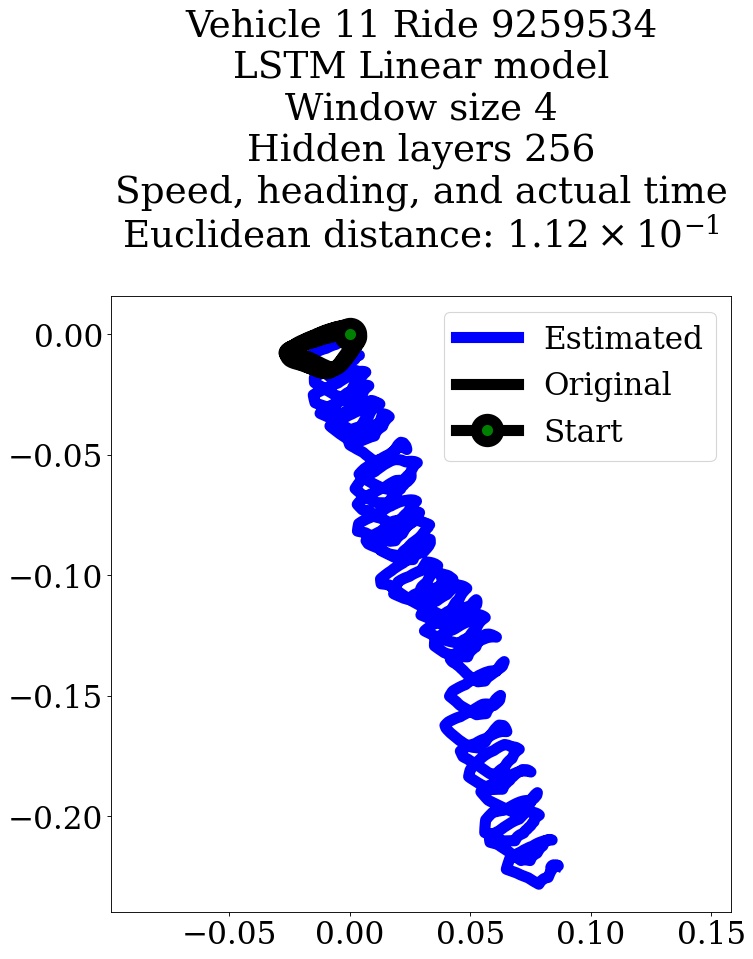 Vehicle 11 Ride 9259534
LSTM Linear model
Window size 4
Hidden layers 256
Speed, heading, and actual time
Euclidean distance: 1.12 × 10⁻¹
Estimated
Original
Start
0.00
−0.05
−0.10
−0.15
−0.20
−0.05 0.00 0.05 0.10 0.15